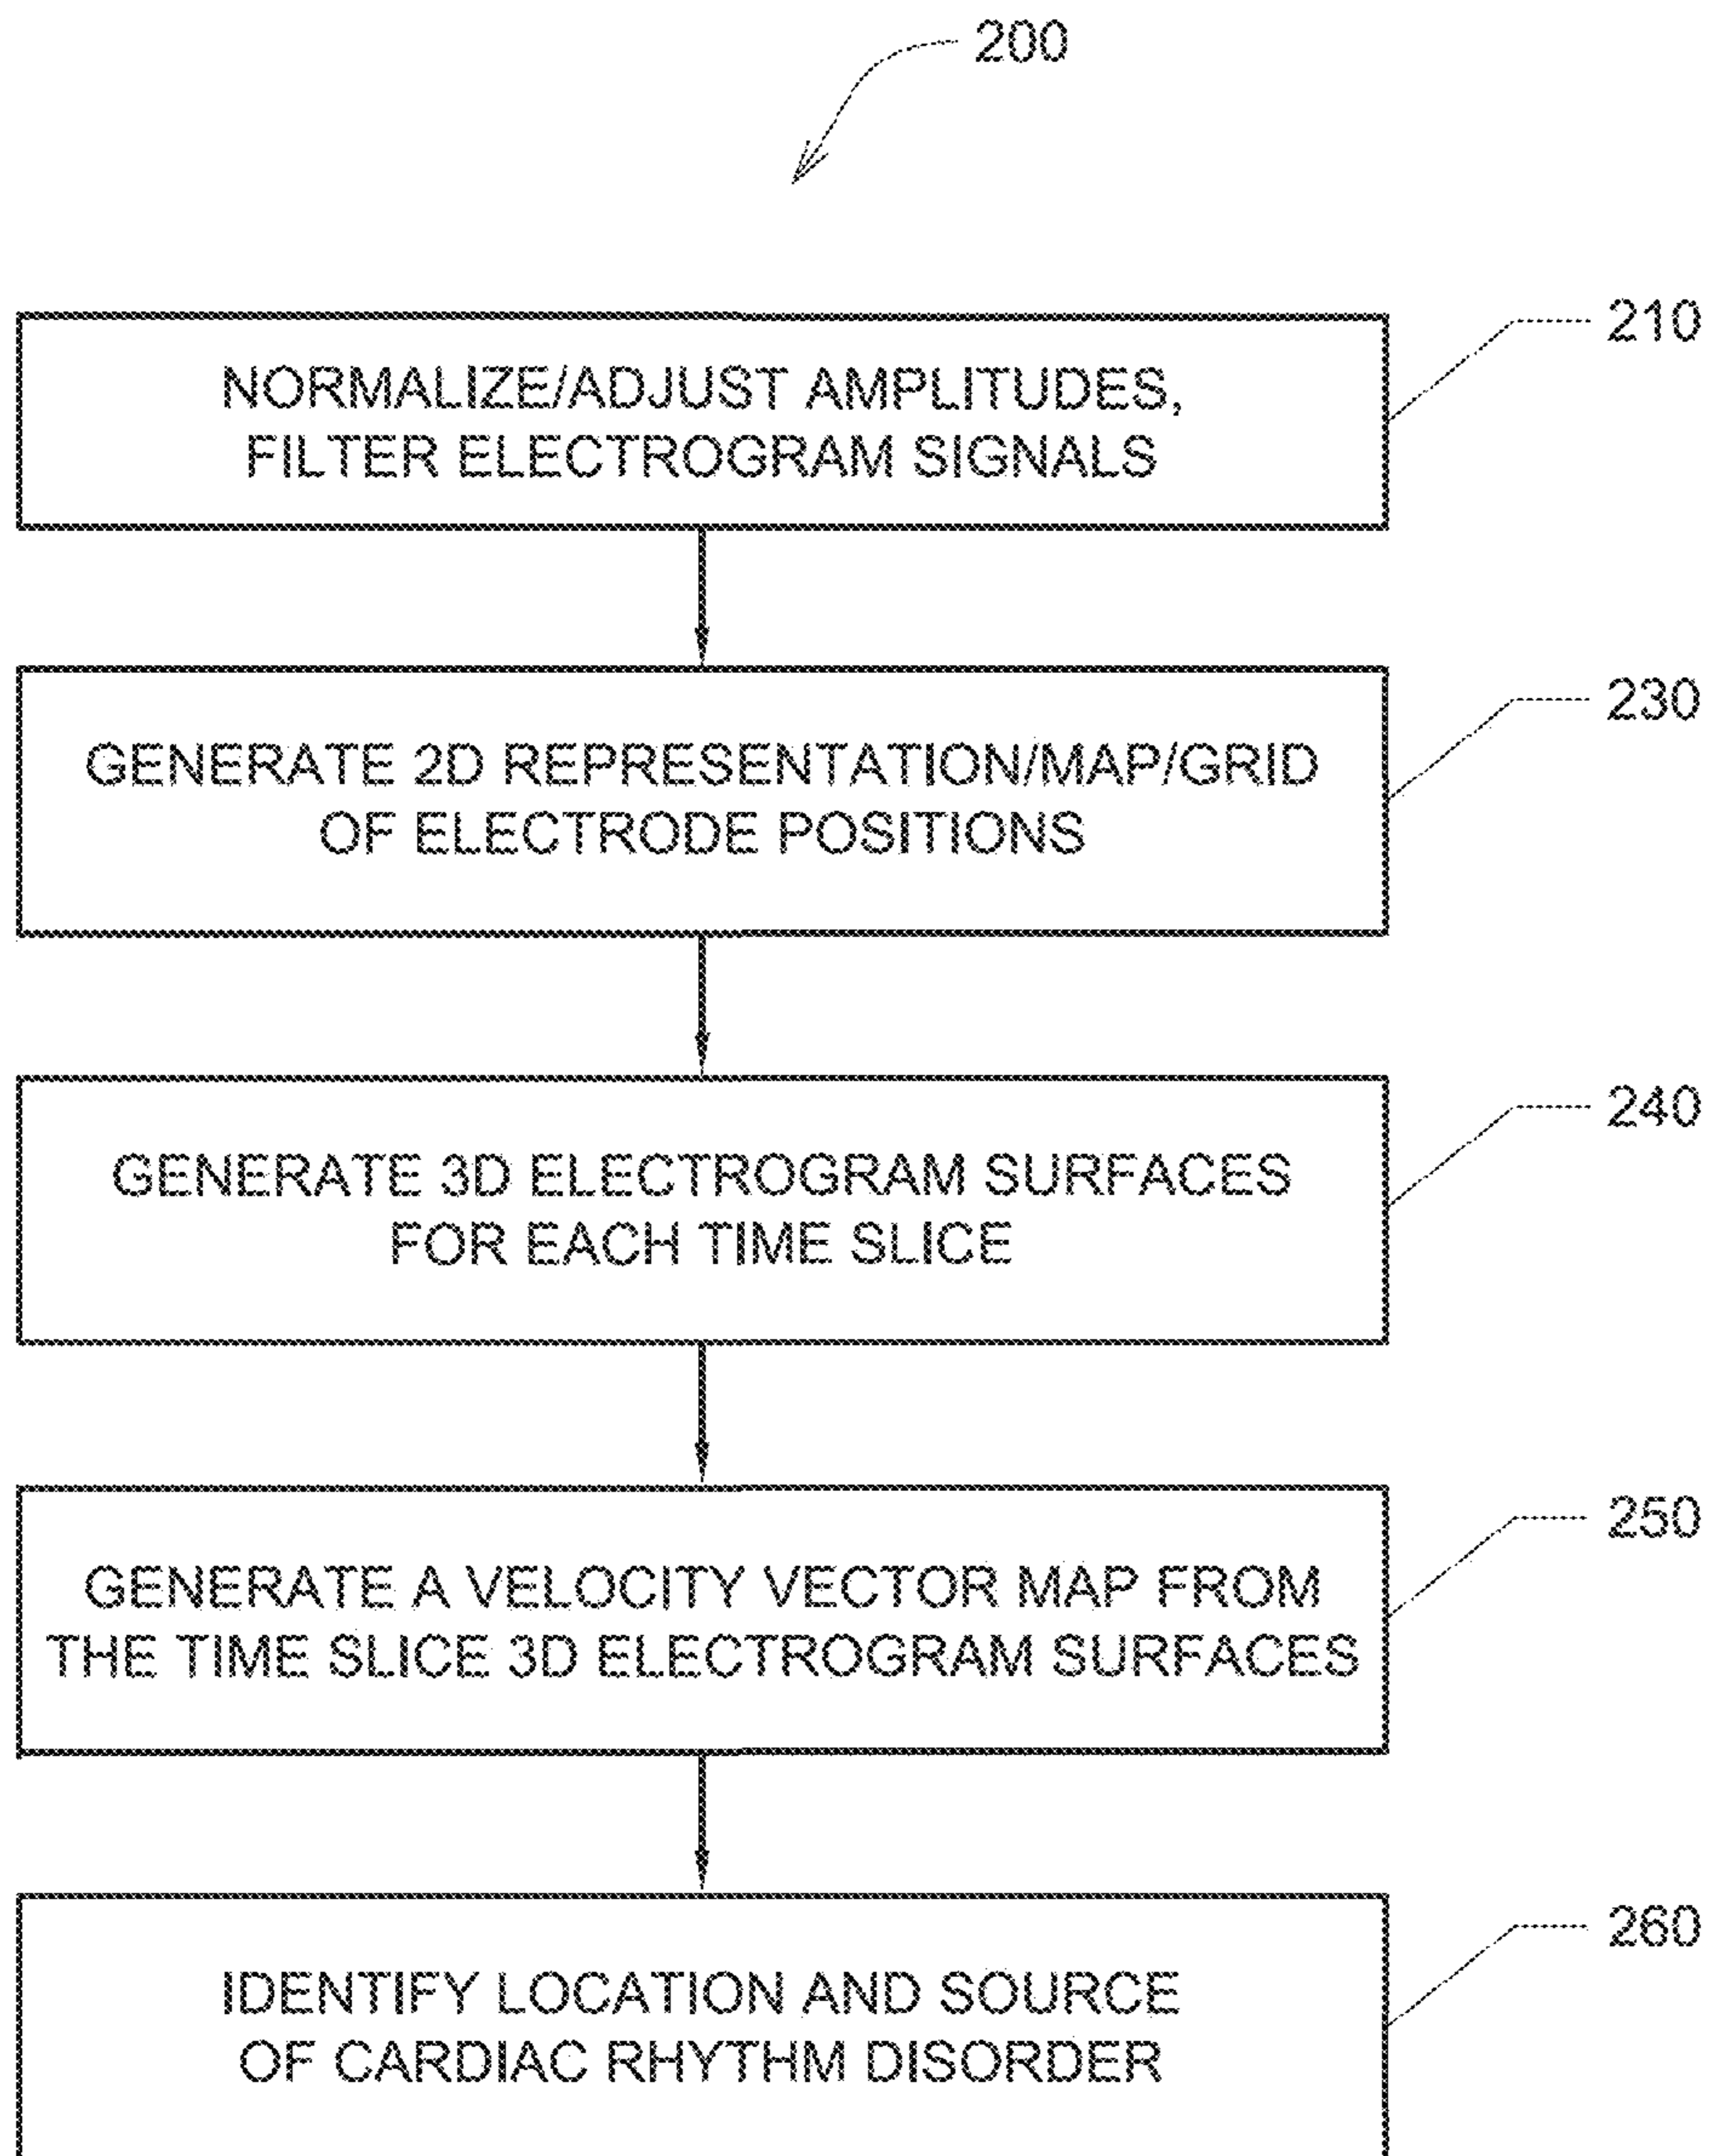 200
210
NORMALIZE/ADJUST AMPLITUDES,
FILTER ELECTROGRAM SIGNALS
230
GENERATE 2D REPRESENTATION/MAP/GRID
OF ELECTRODE POSITIONS
240
GENERATE 3D ELECTROGRAM SURFACES
FOR EACH TIME SLICE
250
GENERATE A VELOCITY VECTOR MAP FROM
THE TIME SLICE 3D ELECTROGRAM SURFACES
260
IDENTIFY LOCATION AND SOURCE
OF CARDIAC RHYTHM DISORDER